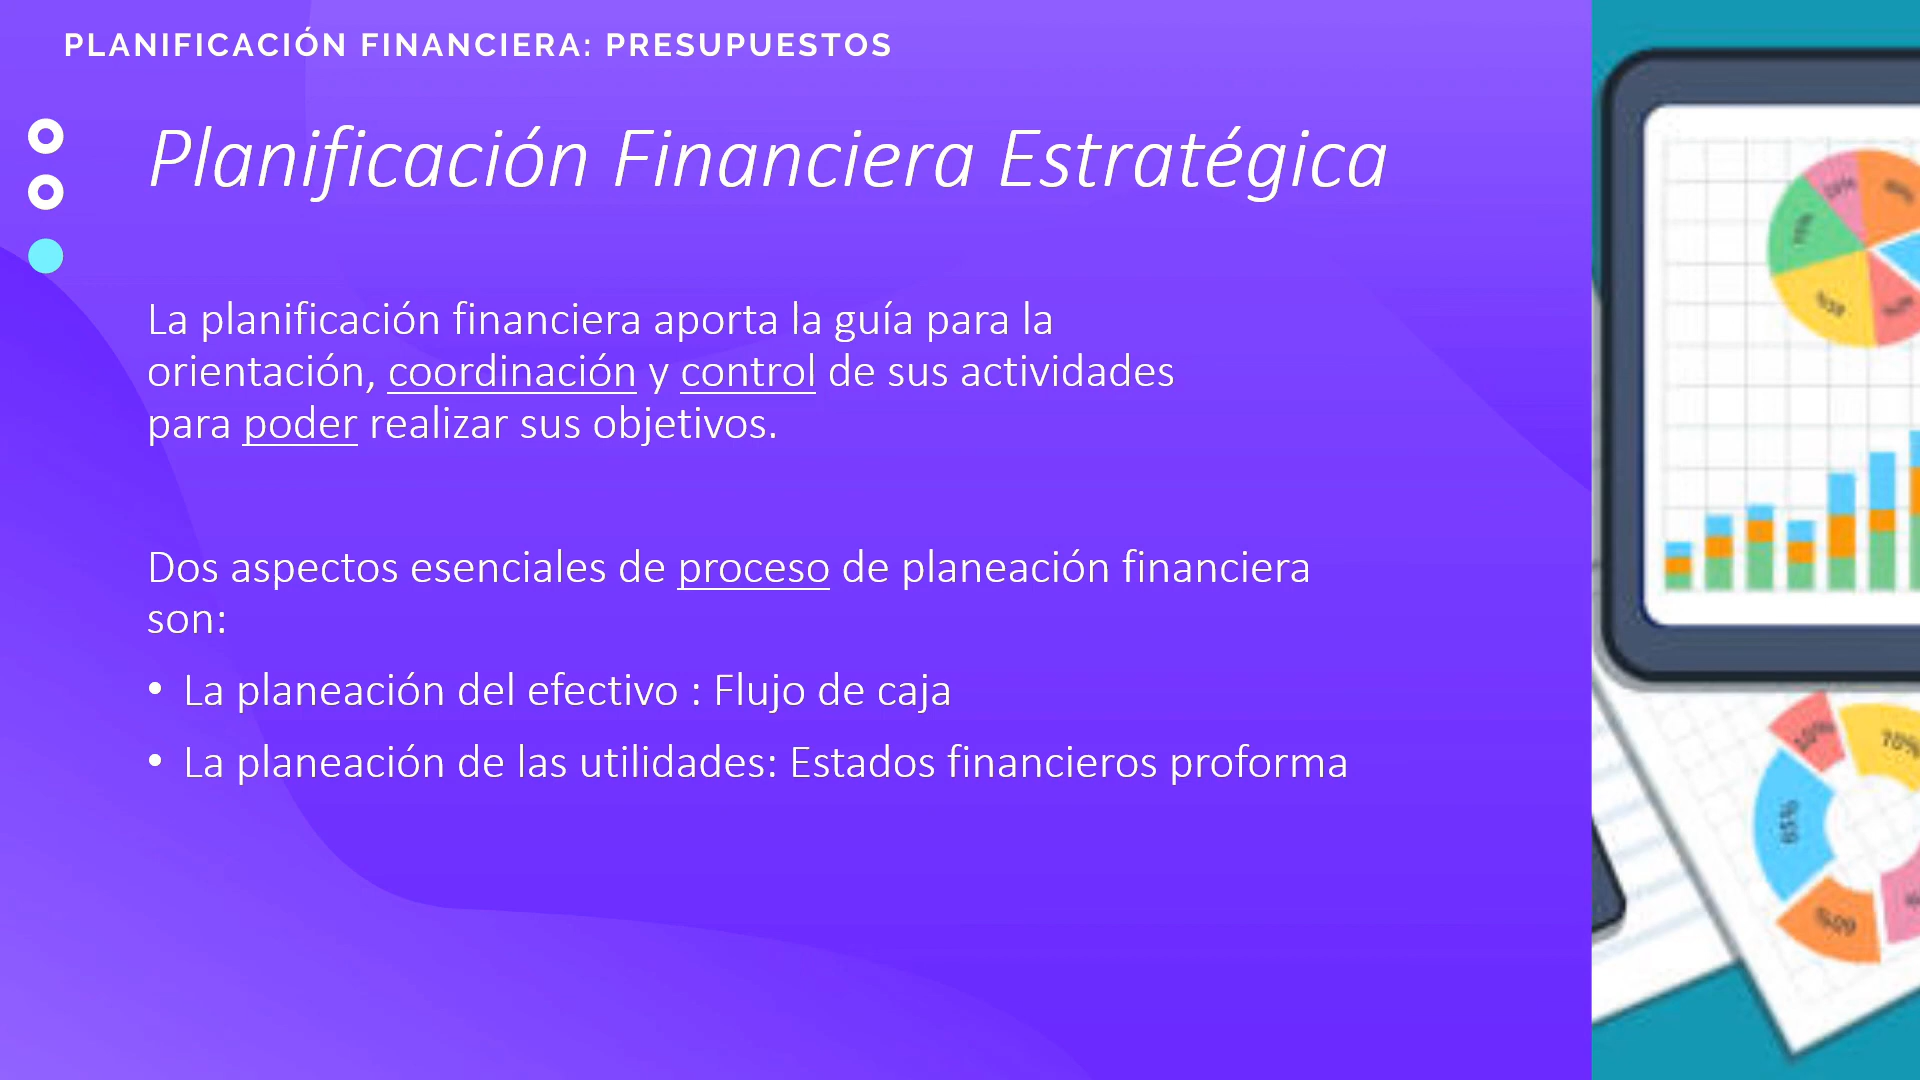 PLANIFICACIÓN FINANCIERA: PRESUPUESTOS
Planificación Financiera Estratégica
La planificación financiera aporta la guía para la
orientación, coordinación y control de sus actividades
para poder realizar sus objetivos.
Dos aspectos esenciales de proceso de planeación financiera
son:
• La planeación del efectivo : Flujo de caja
• La planeación de las utilidades: Estados financieros proforma